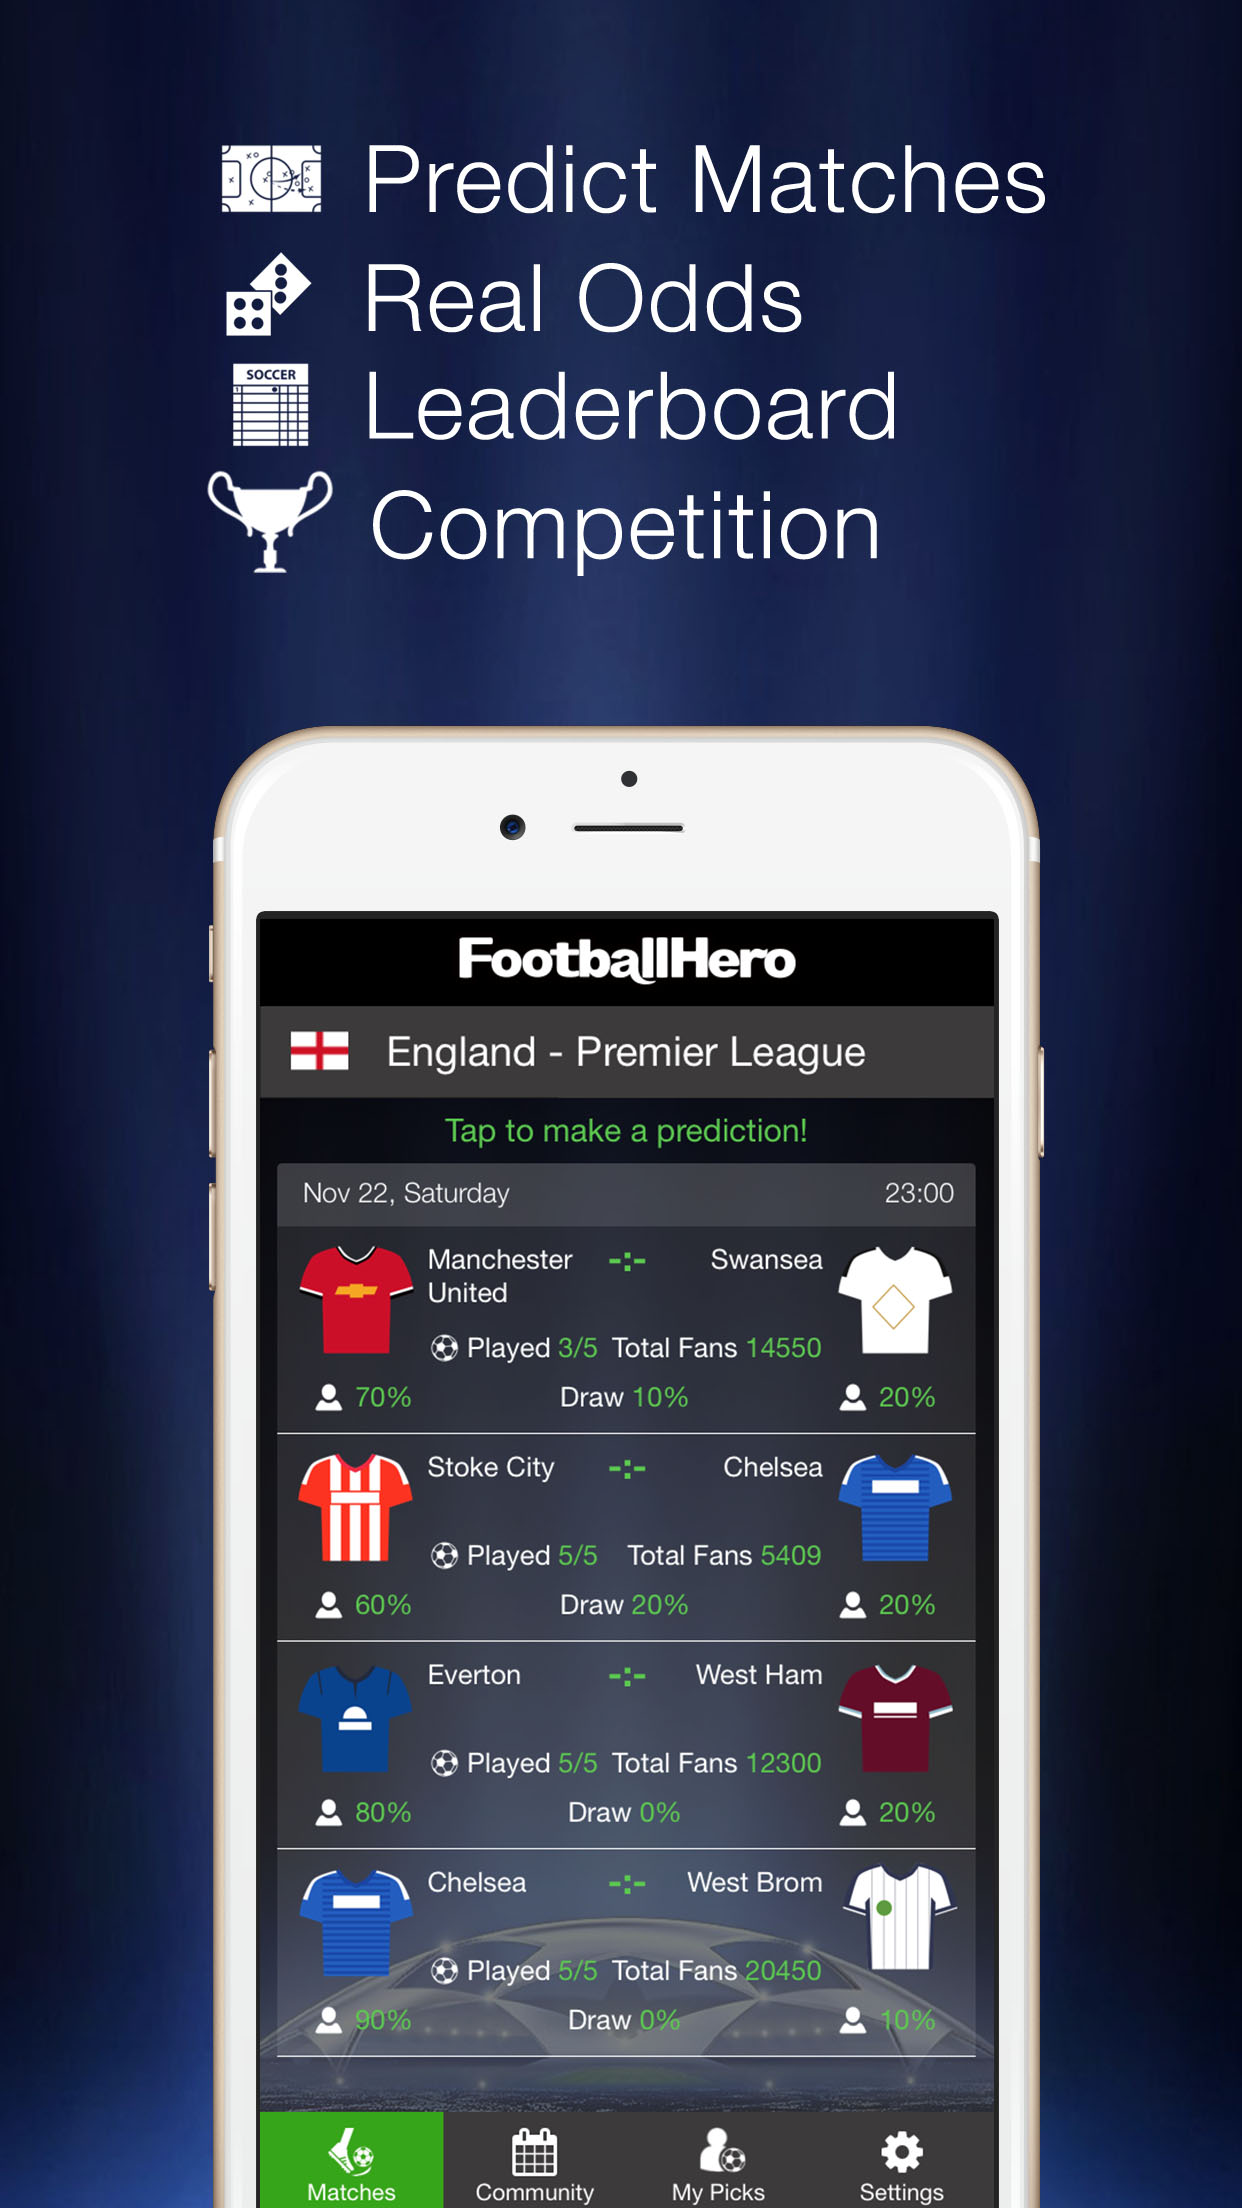 Predict Matches
Real Odds
SOCCER
Leaderboard
Competition
FootballHero
England - Premier League
Tap to make a prediction!
Nov 22, Saturday 23:00
Manchester United -:- Swansea
Played 3/5 Total Fans 14550
70% Draw 10% 20%
Stoke City -:- Chelsea
Played 5/5 Total Fans 5409
60% Draw 20% 20%
Everton -:- West Ham
Played 5/5 Total Fans 12300
80% Draw 0% 20%
Chelsea -:- West Brom
Played 5/5 Total Fans 20450
90% Draw 0% 10%
Matches Community My Picks Settings